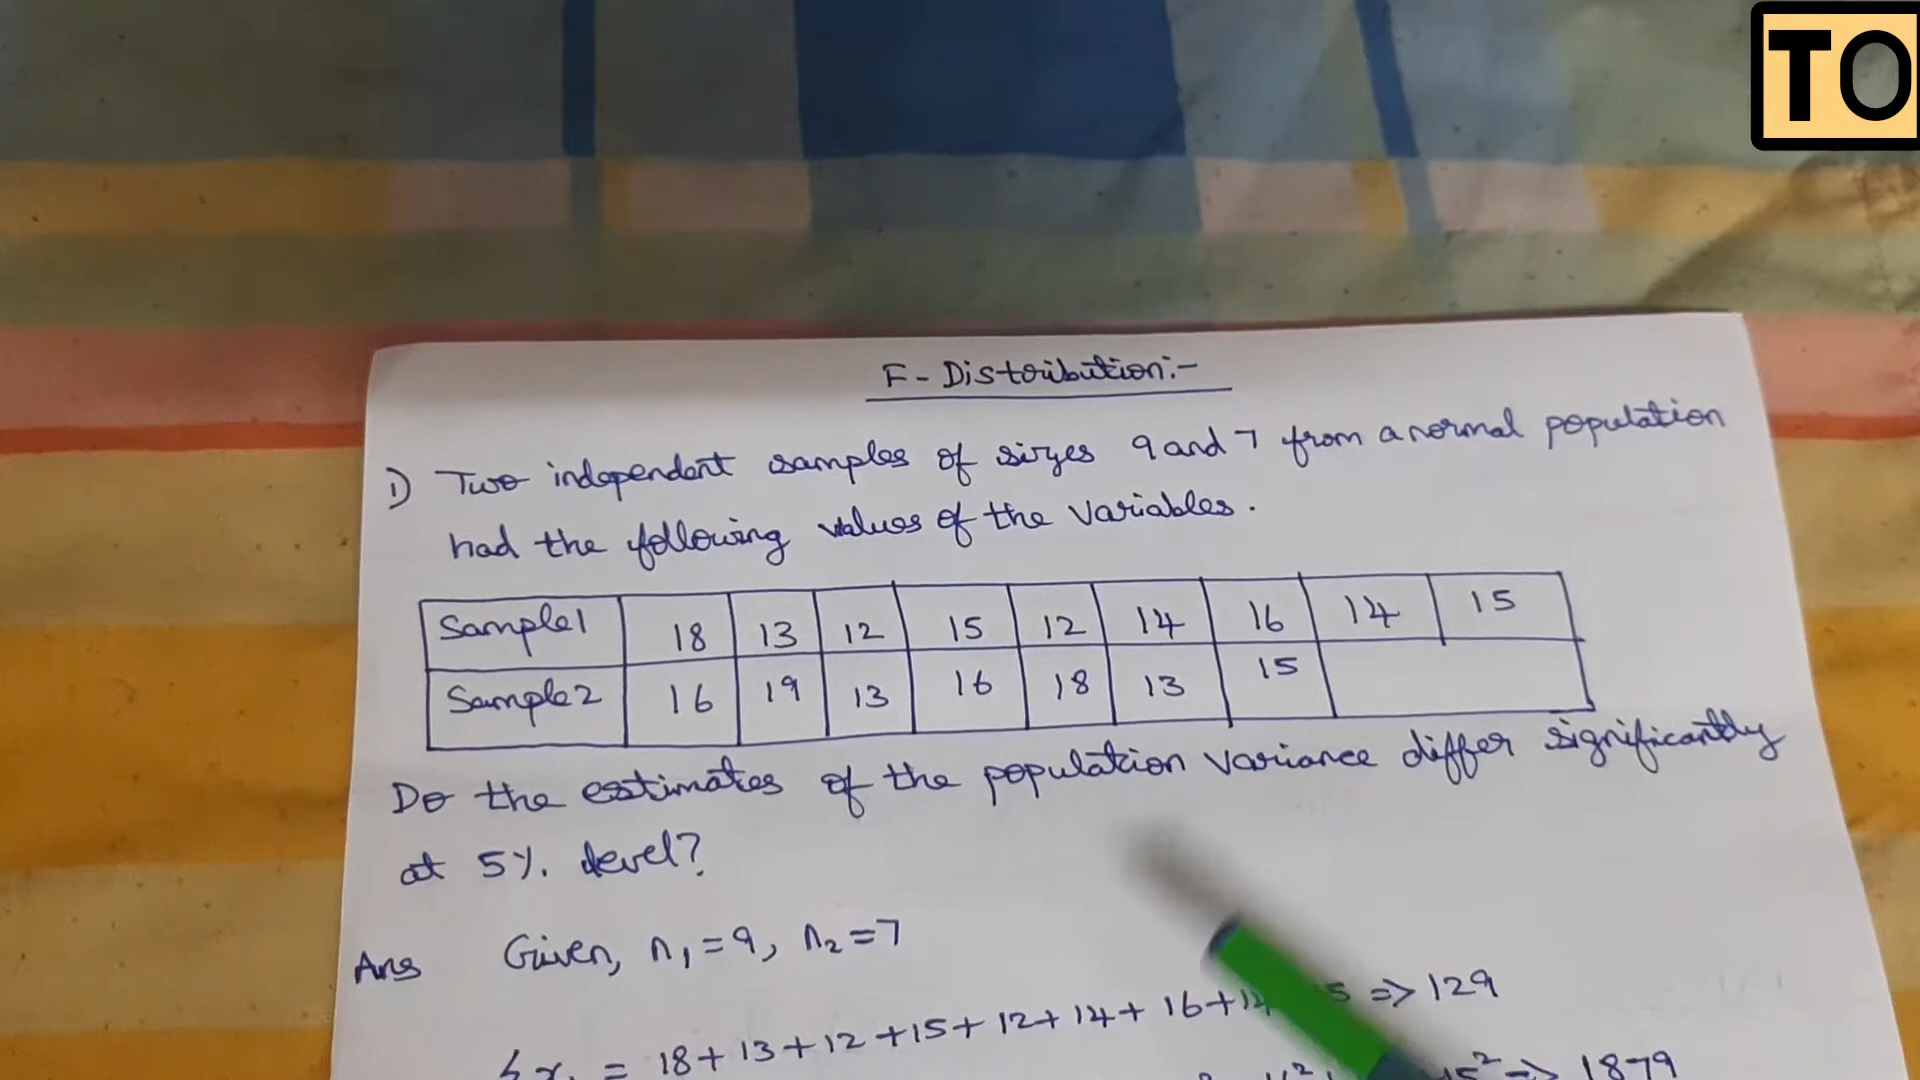 TO
F-Distribution:-
1) Two independent samples of sizes 9 and 7 from a normal population
had the following values of the variables.
Sample1 18 13 12 15 12 14 16 14 15
Sample2 16 19 13 16 18 13 15
Do the estimates of the population variance differ significantly
at 5%. level?
Ans Given, n₁=9, n₂=7
= 18+13+12+15+12+14+16+ => 129
=> 1879